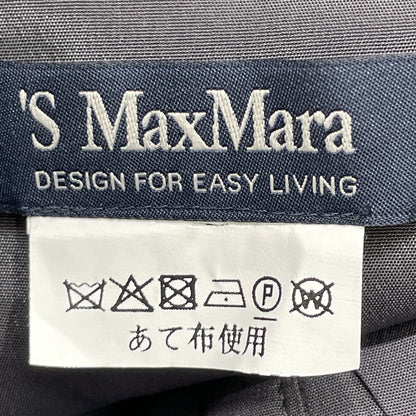 'S MaxMara
DESIGN FOR EASY LIVING
P W
あて布使用